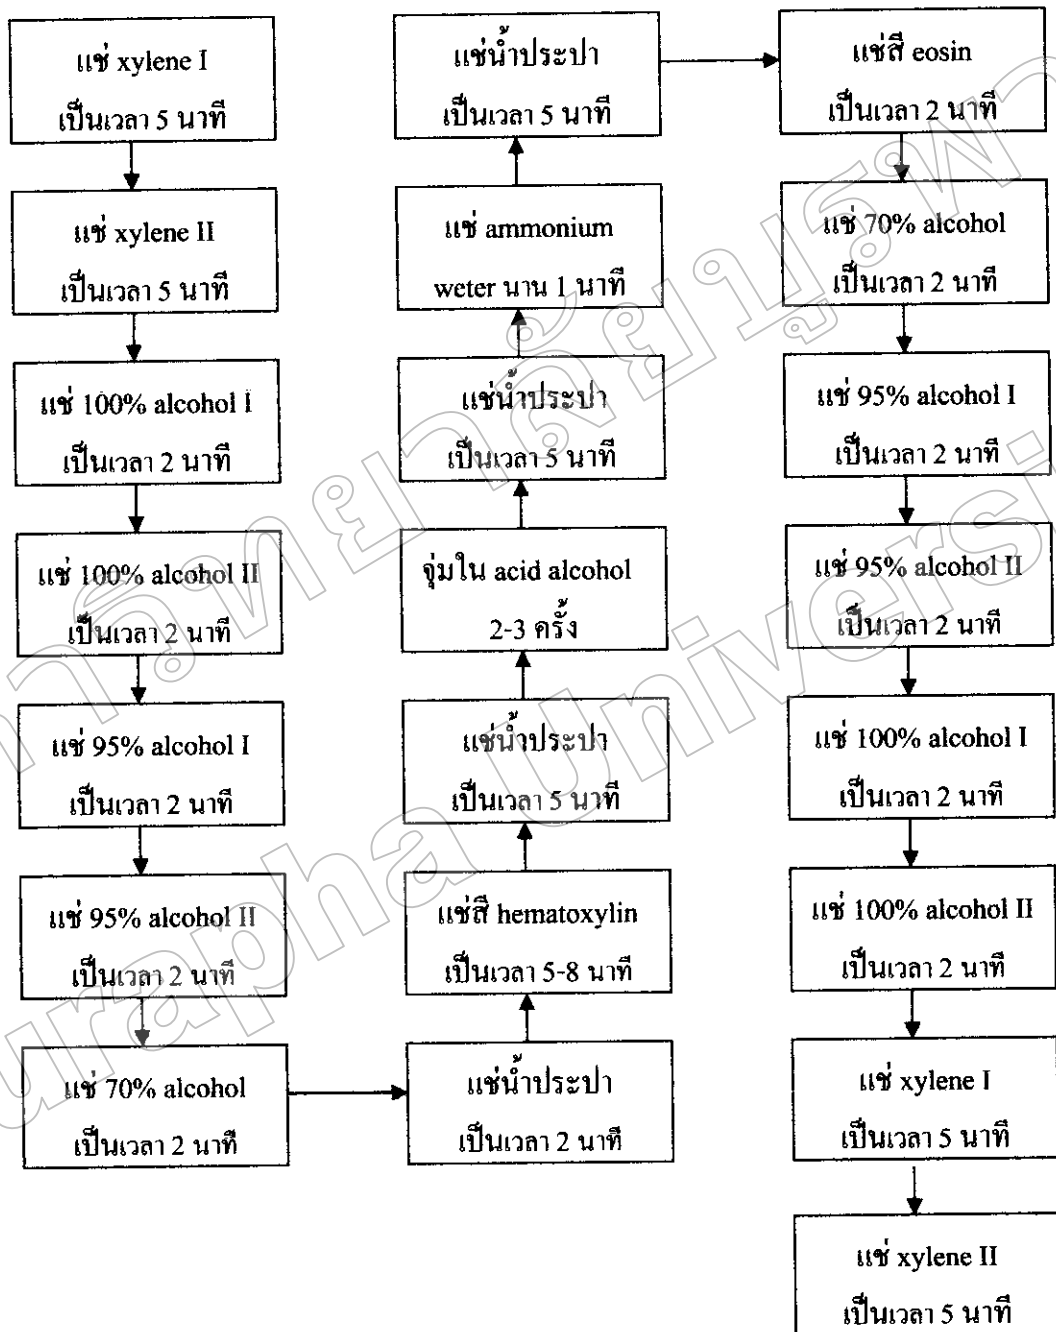 แช่ xylene I
เป็นเวลา 5 นาที
แช่ xylene II
เป็นเวลา 5 นาที
แช่ 100% alcohol I
เป็นเวลา 2 นาที
แช่ 100% alcohol II
เป็นเวลา 2 นาที
แช่ 95% alcohol I
เป็นเวลา 2 นาที
แช่ 95% alcohol II
เป็นเวลา 2 นาที
แช่ 70% alcohol
เป็นเวลา 2 นาที
แช่น้ำประปา
เป็นเวลา 2 นาที
แช่สี hematoxylin
เป็นเวลา 5-8 นาที
แช่น้ำประปา
เป็นเวลา 5 นาที
จุ่มใน acid alcohol
2-3 ครั้ง
แช่น้ำประปา
เป็นเวลา 5 นาที
แช่ ammonium
weter นาน 1 นาที
แช่น้ำประปา
เป็นเวลา 5 นาที
แช่สี eosin
เป็นเวลา 2 นาที
แช่ 70% alcohol
เป็นเวลา 2 นาที
แช่ 95% alcohol I
เป็นเวลา 2 นาที
แช่ 95% alcohol II
เป็นเวลา 2 นาที
แช่ 100% alcohol I
เป็นเวลา 2 นาที
แช่ 100% alcohol II
เป็นเวลา 2 นาที
แช่ xylene I
เป็นเวลา 5 นาที
แช่ xylene II
เป็นเวลา 5 นาที